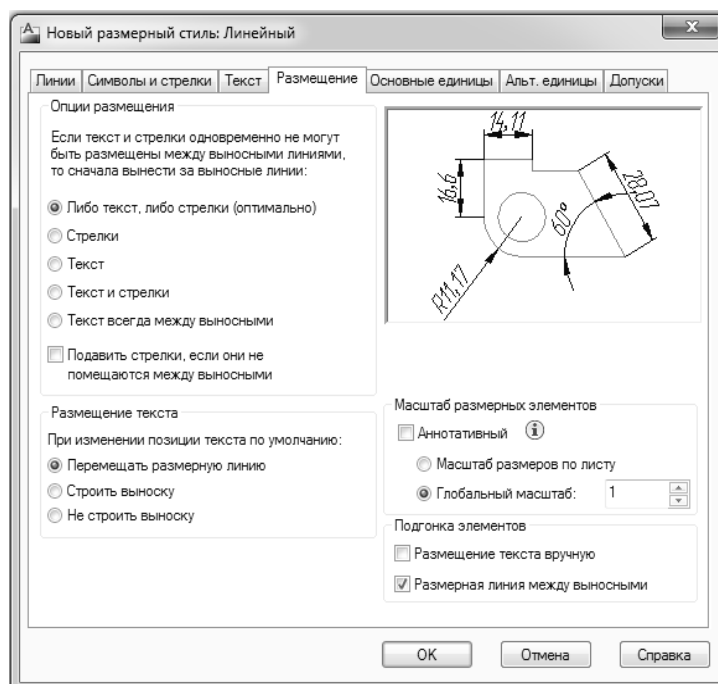 Новый размерный стиль: Линейный
Линии
Символы и стрелки
Текст
Размещение
Основные единицы
Альт. единицы
Допуски
Опции размещения
Если текст и стрелки одновременно не могут
быть размещены между выносными линиями,
то сначала вынести за выносные линии:
Либо текст, либо стрелки (оптимально)
Стрелки
Текст
Текст и стрелки
Текст всегда между выносными
Подавить стрелки, если они не
помещаются между выносными
Размещение текста
При изменении позиции текста по умолчанию:
Перемещать размерную линию
Строить выноску
Не строить выноску
14,11
16,6
28,07
60°
R11,17
Масштаб размерных элементов
Аннотативный
Масштаб размеров по листу
Глобальный масштаб:
1
Подгонка элементов
Размещение текста вручную
Размерная линия между выносными
OK
Отмена
Справка